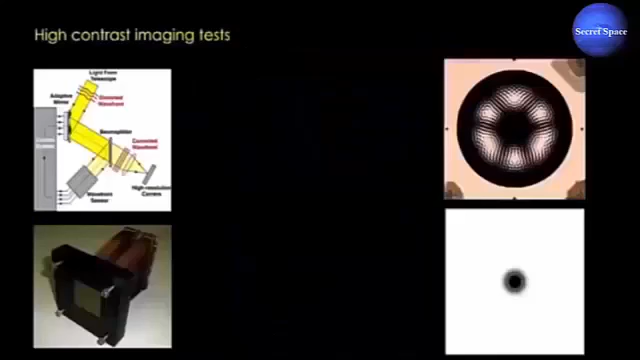 High contrast imaging tests
Secret Space
Light From
Telescope
Adaptive
Mirror
Distorted
Wavefront
Beamsplitter
Corrected
Wavefront
Wavefront
Sensor
High-resolution
Camera